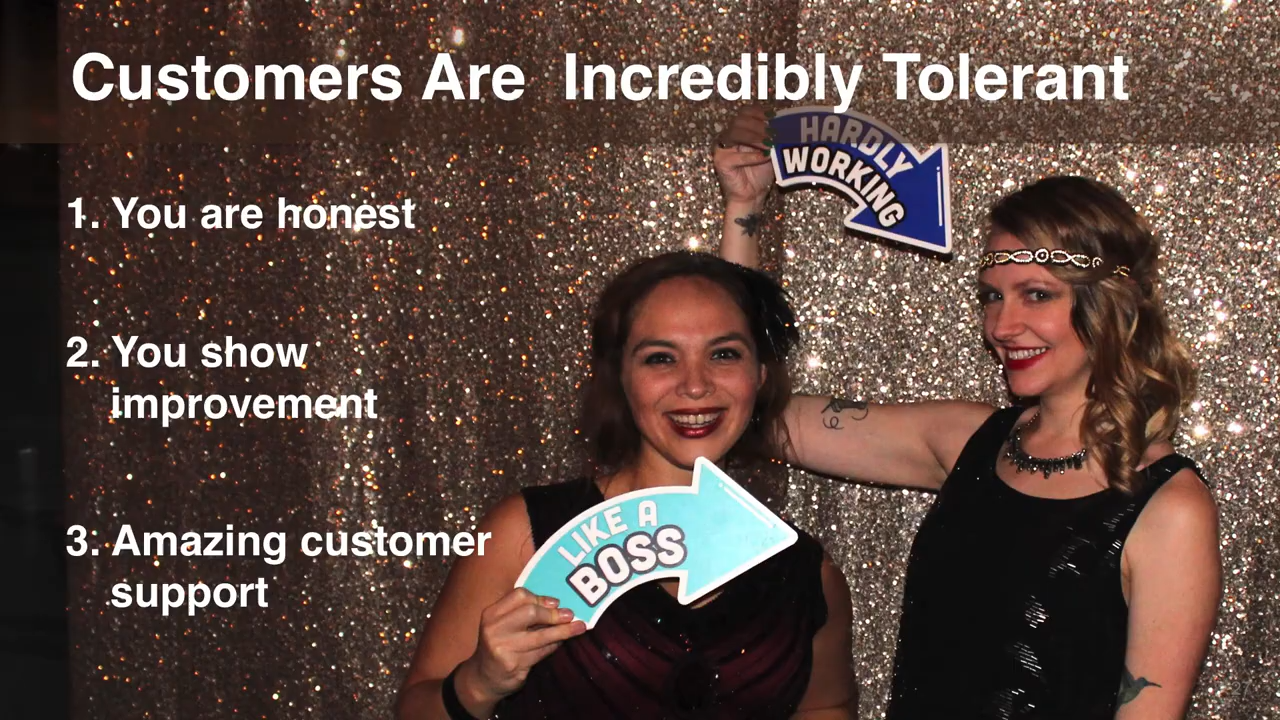 Customers Are  Incredibly Tolerant
HARDLY
WORKING
1. You are honest
2. You show
improvement
LIKE A
BOSS
3. Amazing customer
support
27